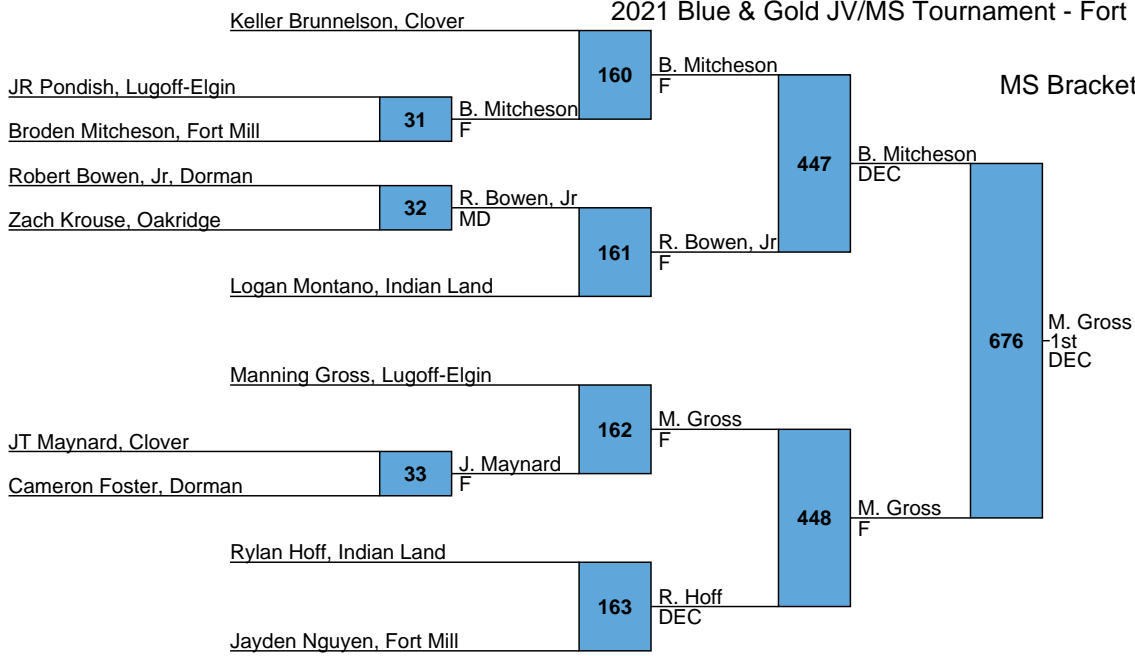 2021 Blue & Gold JV/MS Tournament - Fort
MS Bracket
Keller Brunnelson, Clover
160
B. Mitcheson
F
JR Pondish, Lugoff-Elgin
31
B. Mitcheson
F
Broden Mitcheson, Fort Mill
447
B. Mitcheson
DEC
Robert Bowen, Jr, Dorman
32
R. Bowen, Jr
MD
Zach Krouse, Oakridge
161
R. Bowen, Jr
F
Logan Montano, Indian Land
676
M. Gross
1st
DEC
Manning Gross, Lugoff-Elgin
162
M. Gross
F
JT Maynard, Clover
33
J. Maynard
F
Cameron Foster, Dorman
448
M. Gross
F
Rylan Hoff, Indian Land
163
R. Hoff
DEC
Jayden Nguyen, Fort Mill